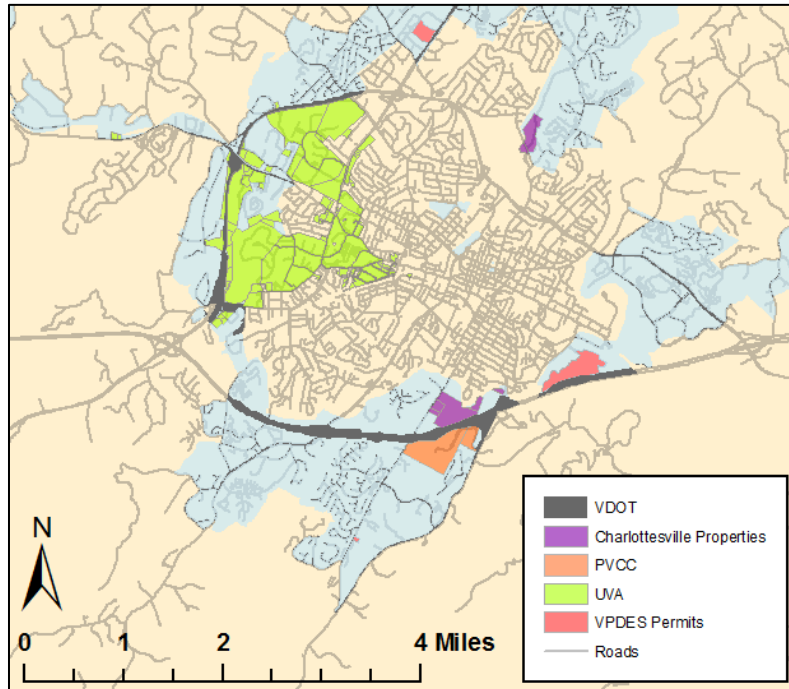 VDOT
Charlottesville Properties
PVCC
UVA
VPDES Permits
Roads
N
0 1 2 4 Miles